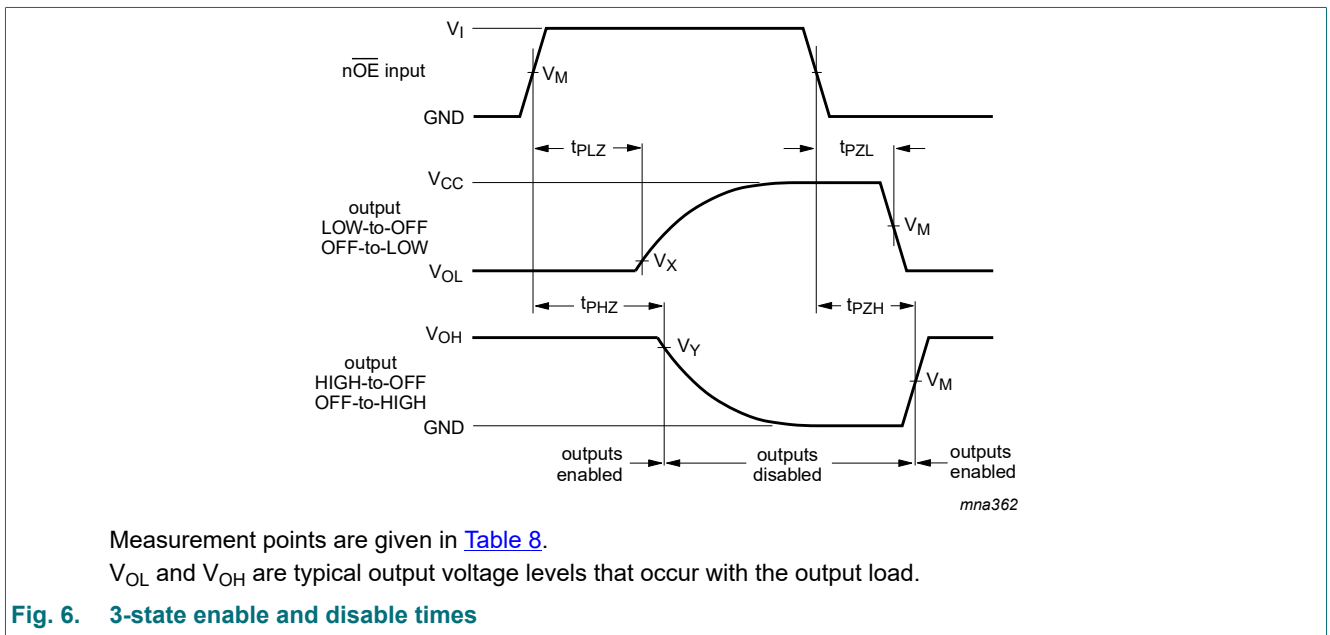 VI
nOE input
VM
GND
tPLZ
tPZL
VCC
output
LOW-to-OFF
OFF-to-LOW
VM
VX
VOL
tPHZ
tPZH
VOH
VY
output
HIGH-to-OFF
OFF-to-HIGH
VM
GND
outputs
enabled
outputs
disabled
outputs
enabled
mna362
Measurement points are given in Table 8.
VOL and VOH are typical output voltage levels that occur with the output load.
Fig. 6. 3-state enable and disable times